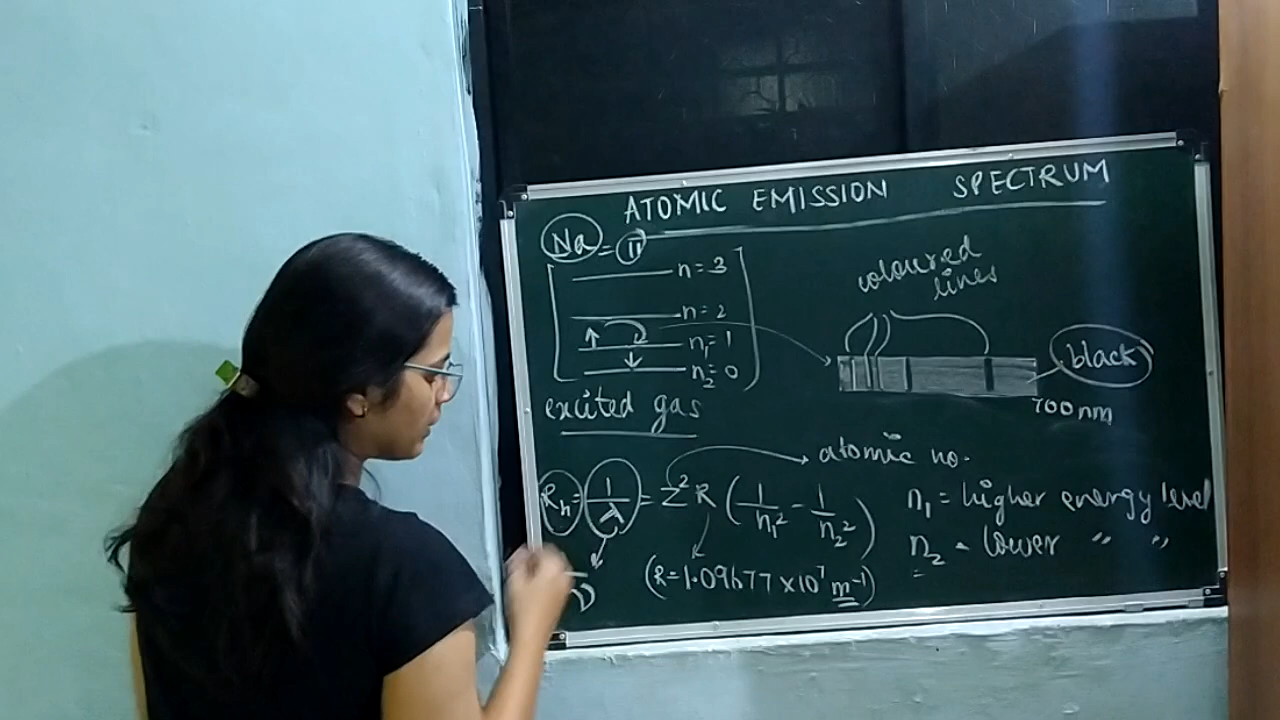 ATOMIC EMISSION SPECTRUM
Na = 11
n = 3
n = 2
n₁ = 1
n₂ = 0
excited gas
coloured lines
black
700 nm
atomic no.
Rh = 1/λ = Z² R (1/n₁² - 1/n₂²)
ν̅
(R = 1.09677 × 10⁷ m⁻¹)
n₁ = higher energy level
n₂ - lower " "